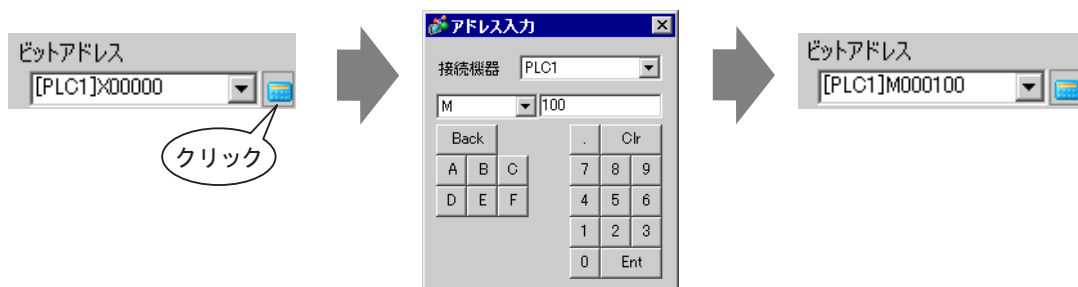 ビットアドレス
[PLC1]X00000
クリック
アドレス入力
接続機器 PLC1
M 100
Back . Clr
A B C 7 8 9
D E F 4 5 6
1 2 3
0 Ent
ビットアドレス
[PLC1]M000100